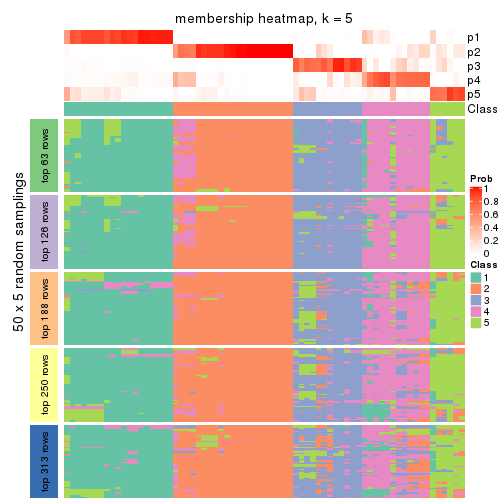 membership heatmap, k = 5
p1
p2
p3
p4
p5
Class
50 x 5 random samplings
top 63 rows
top 126 rows
top 188 rows
top 250 rows
top 313 rows
Prob
1
0.8
0.6
0.4
0.2
0
Class
1
2
3
4
5